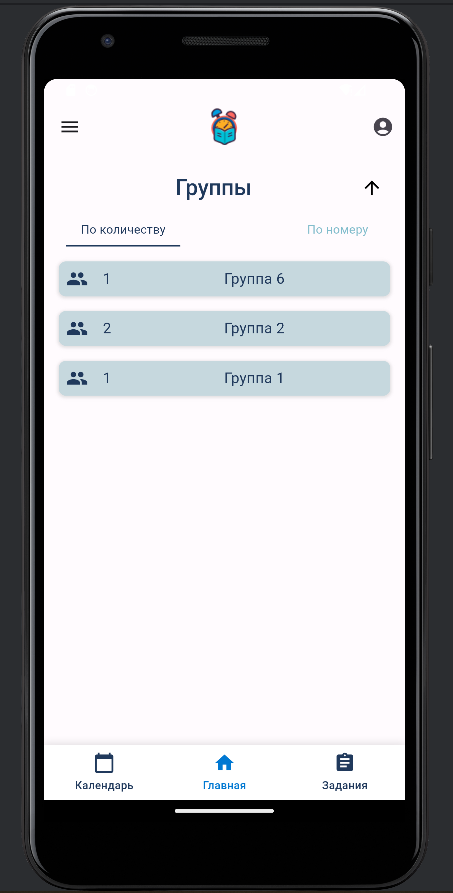 Группы
По количеству По номеру
1 Группа 6
2 Группа 2
1 Группа 1
Календарь Главная Задания